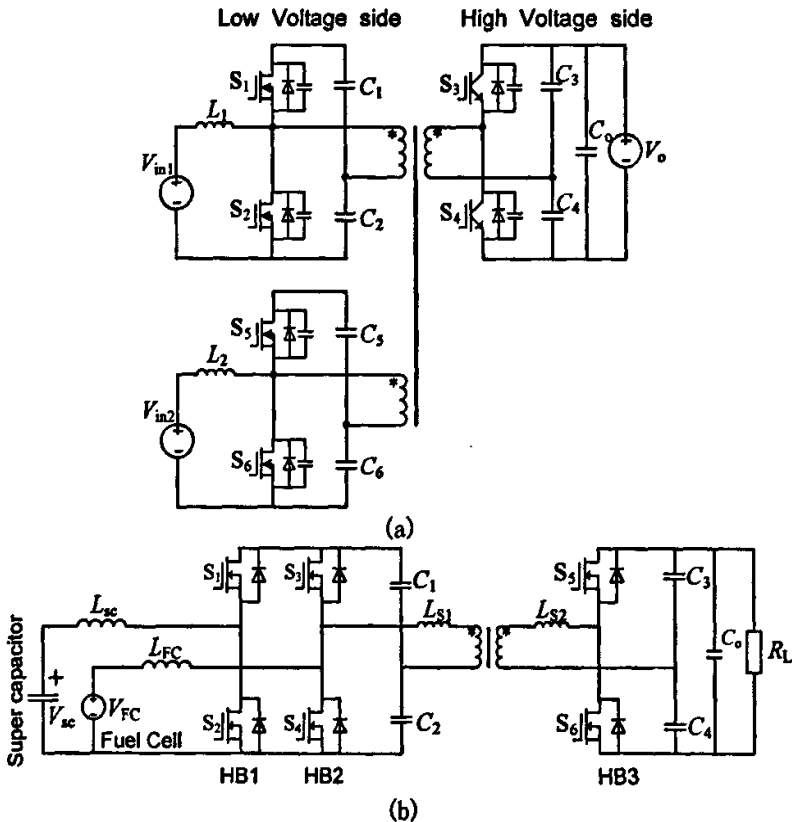 Low Voltage side
High Voltage side
S1
C1
S3
C3
L1
Vin1
Co
Vo
S2
C2
S4
C4
S5
C5
L2
Vin2
S6
C6
(a)
S1
S3
C1
S5
C3
Lsc
LS1
LS2
LFC
Co
RL
Super capacitor
Vsc
VFC
Fuel Cell
S2
S4
C2
S6
C4
HB1
HB2
HB3
(b)